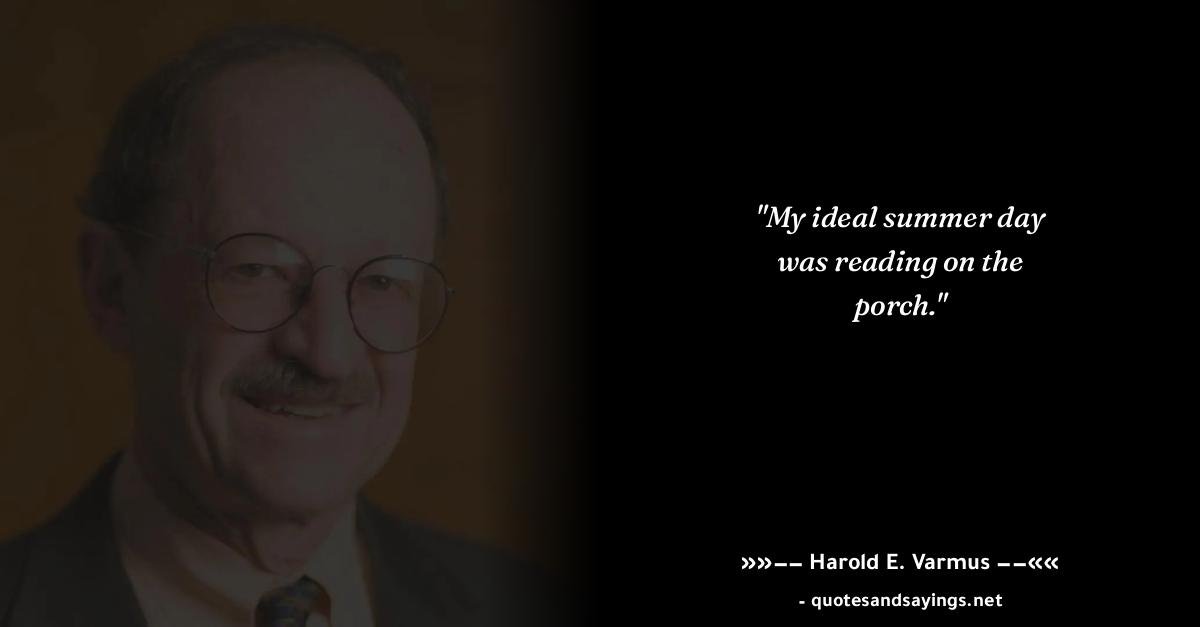 "My ideal summer day
was reading on the
porch."
»»–– Harold E. Varmus ––««
- quotesandsayings.net